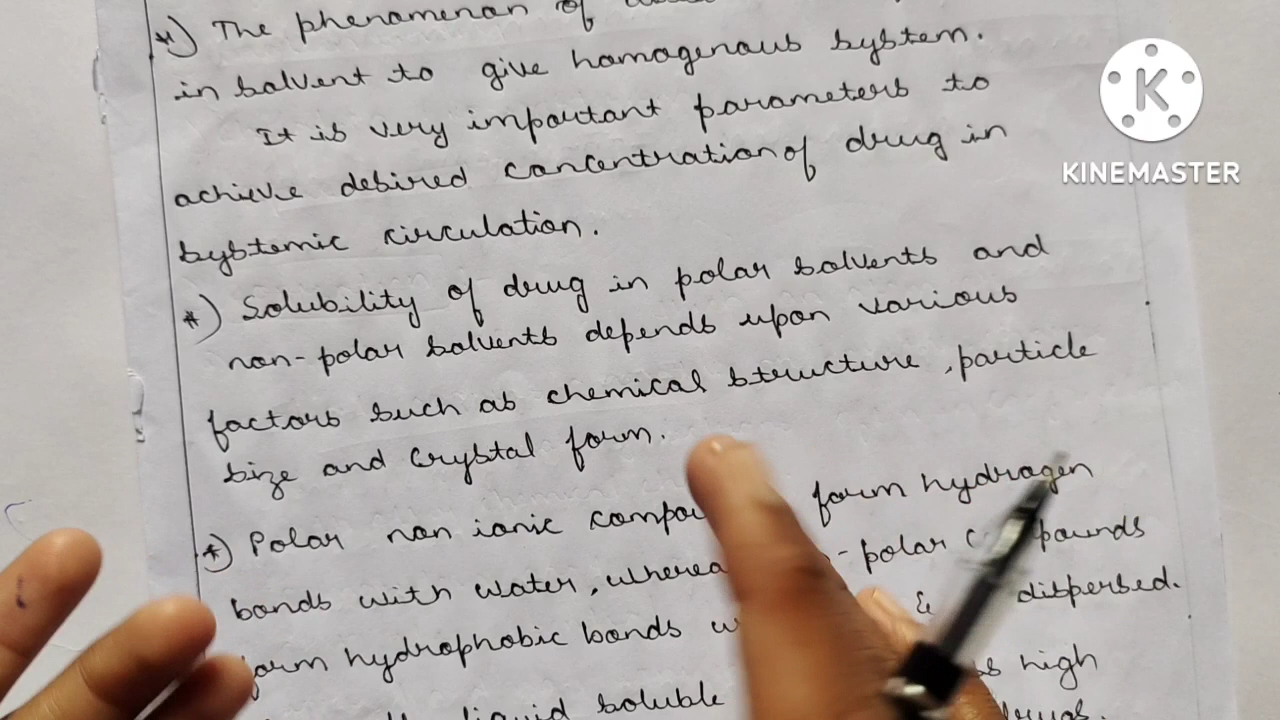 *) The phenomenon of
in solvent to give homogenous system.
It is very important parameters to
achieve desired concentration of drug in
systemic circulation.
*) Solubility of drug in polar solvents and
non-polar solvents depends upon various
factors such as chemical structure, particle
size and crystal form.
*) Polar non ionic form hydrogen
bonds with water, -polar
form hydrophobic bonds & dispersed.
liquid soluble high
K
KINEMASTER